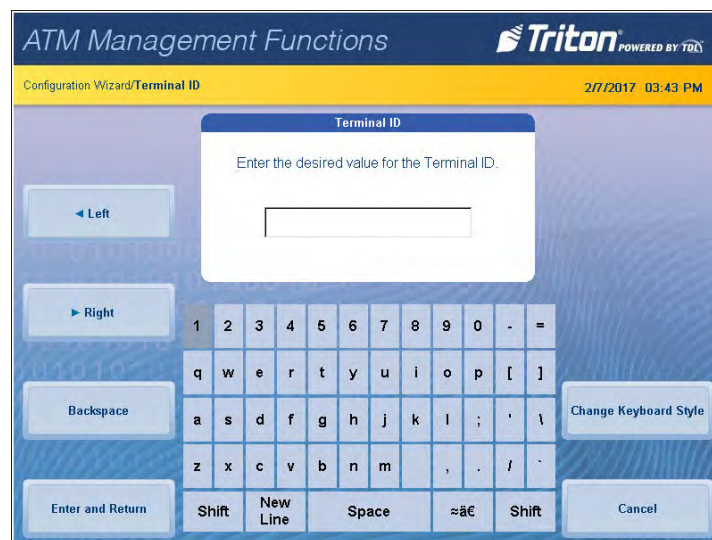 ATM Management Functions
Triton POWERED BY TDL
Configuration Wizard/Terminal ID
2/7/2017 03:43 PM
Terminal ID
Enter the desired value for the Terminal ID.
◄ Left
► Right
1 2 3 4 5 6 7 8 9 0 - =
q w e r t y u i o p [ ]
Backspace
Change Keyboard Style
a s d f g h j k l ; ' \
z x c v b n m , . / `
Enter and Return
Shift
New
Line
Space
≈ä€
Shift
Cancel